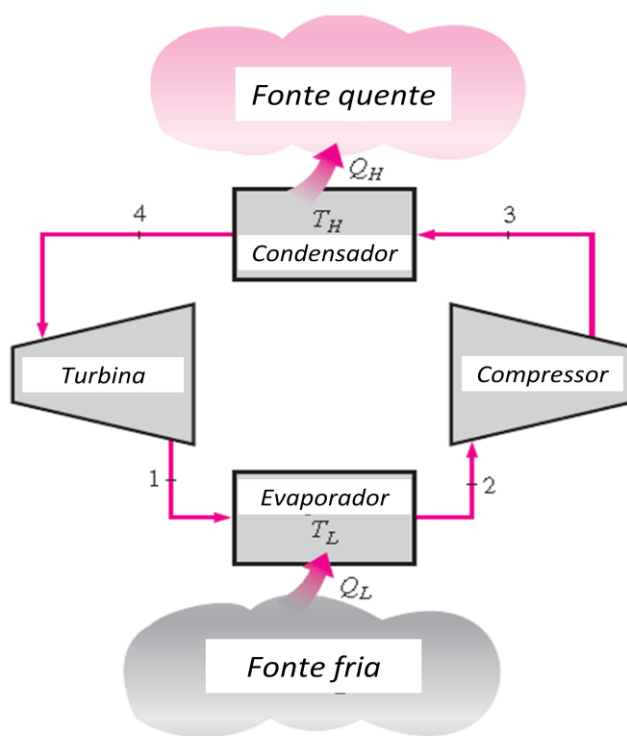 Fonte quente
Q_H
4
T_H
3
Condensador
Turbina
Compressor
1
Evaporador
2
T_L
Q_L
Fonte fria